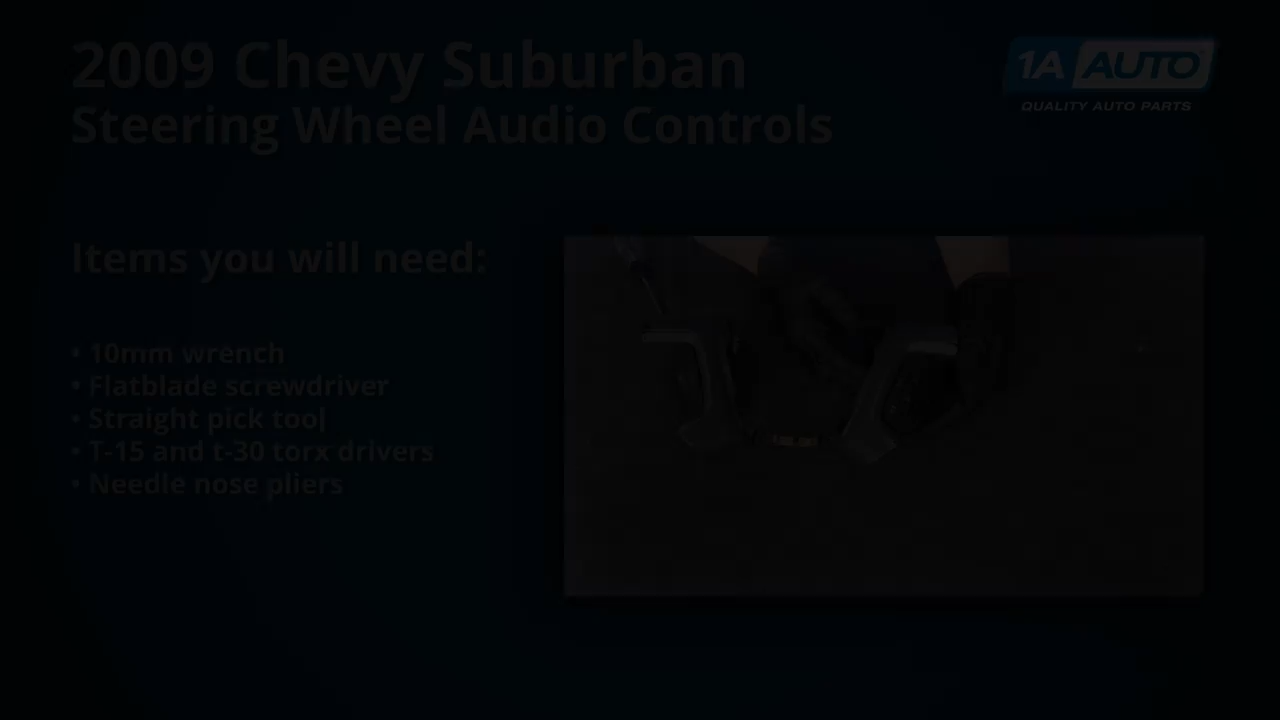 2009 Chevy Suburban
Steering Wheel Audio Controls
1A AUTO
QUALITY AUTO PARTS
Items you will need:
• 10mm wrench
• Flatblade screwdriver
• Straight pick tool
• T-15 and t-30 torx drivers
• Needle nose pliers